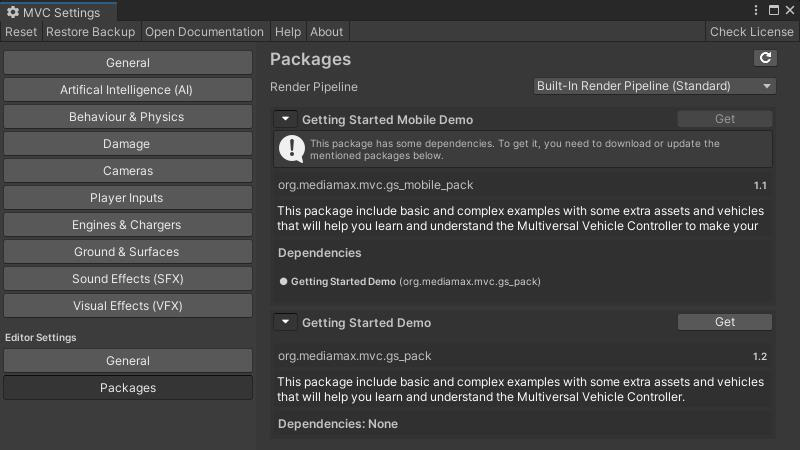 MVC Settings
Reset
Restore Backup
Open Documentation
Help
About
Check License
General
Artifical Intelligence (AI)
Behaviour & Physics
Damage
Cameras
Player Inputs
Engines & Chargers
Ground & Surfaces
Sound Effects (SFX)
Visual Effects (VFX)
Editor Settings
General
Packages
Packages
Render Pipeline
Built-In Render Pipeline (Standard)
Getting Started Mobile Demo
Get
This package has some dependencies. To get it, you need to download or update the
mentioned packages below.
org.mediamax.mvc.gs_mobile_pack
1.1
This package include basic and complex examples with some extra assets and vehicles
that will help you learn and understand the Multiversal Vehicle Controller to make your
Dependencies
Getting Started Demo (org.mediamax.mvc.gs_pack)
Getting Started Demo
Get
org.mediamax.mvc.gs_pack
1.2
This package include basic and complex examples with some extra assets and vehicles
that will help you learn and understand the Multiversal Vehicle Controller.
Dependencies: None